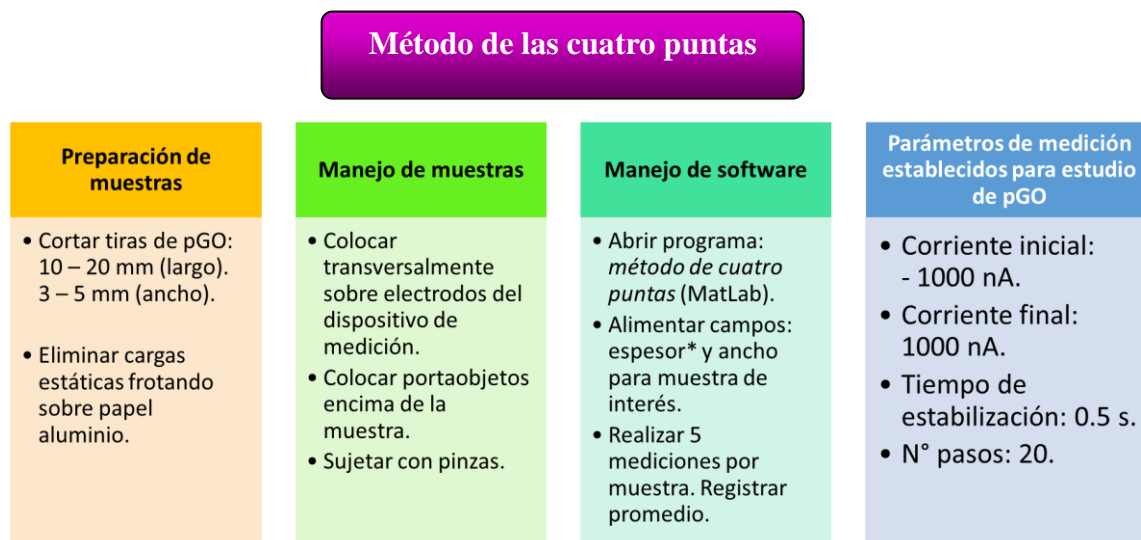 Método de las cuatro puntas
Preparación de
muestras
• Cortar tiras de pGO:
10 – 20 mm (largo).
3 – 5 mm (ancho).
• Eliminar cargas
estáticas frotando
sobre papel
aluminio.
Manejo de muestras
• Colocar
transversalmente
sobre electrodos del
dispositivo de
medición.
• Colocar portaobjetos
encima de la
muestra.
• Sujetar con pinzas.
Manejo de software
• Abrir programa:
método de cuatro
puntas (MatLab).
• Alimentar campos:
espesor* y ancho
para muestra de
interés.
• Realizar 5
mediciones por
muestra. Registrar
promedio.
Parámetros de medición
establecidos para estudio
de pGO
• Corriente inicial:
- 1000 nA.
• Corriente final:
1000 nA.
• Tiempo de
estabilización: 0.5 s.
• N° pasos: 20.